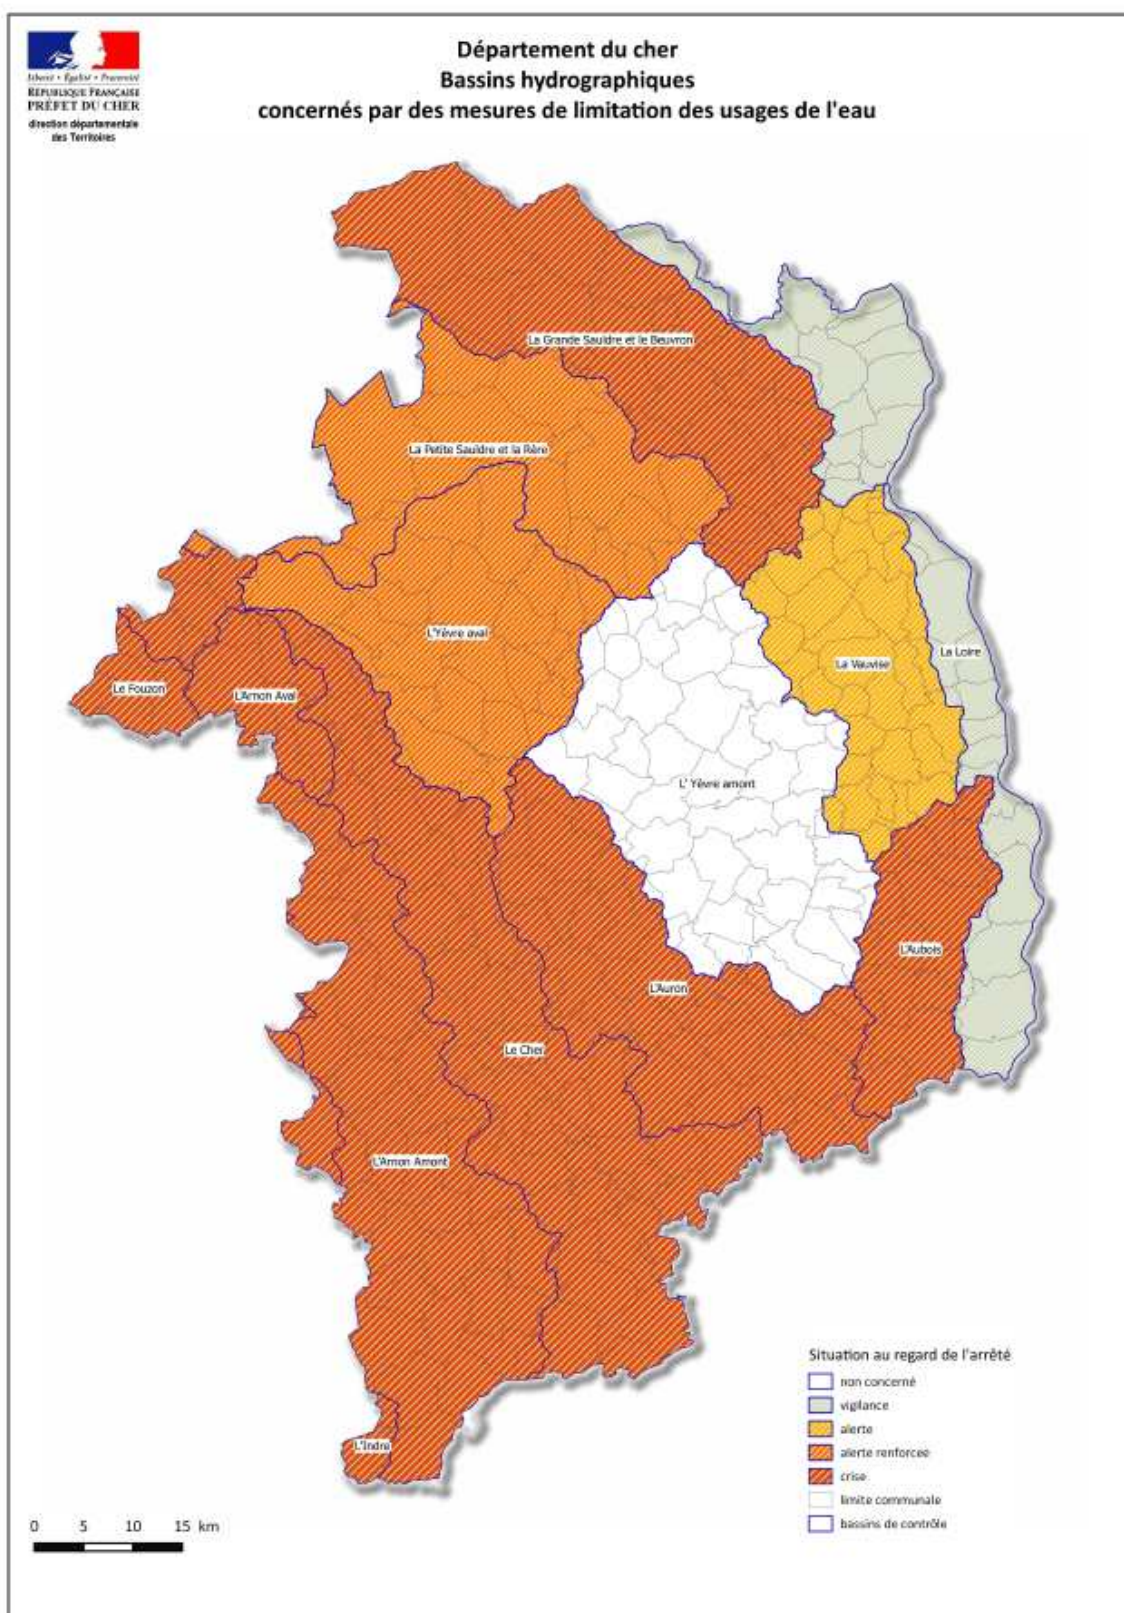 Département du cher
Bassins hydrographiques
concernés par des mesures de limitation des usages de l'eau
Liberté • Égalité • Fraternité
RÉPUBLIQUE FRANÇAISE
PRÉFET DU CHER
direction départementale
des Territoires
La Grande Sauldre et le Beuvron
La Petite Sauldre et la Rère
L'Yèvre aval
La Loire
La Vauvise
Le Fouzon
L'Arnon Aval
L' Yèvre amont
L'Aubois
L'Auron
Le Cher
L'Arnon Amont
L'Indre
Situation au regard de l'arrêté
non concerné
vigilance
alerte
alerte renforcee
crise
limite communale
bassins de contrôle
0 5 10 15 km